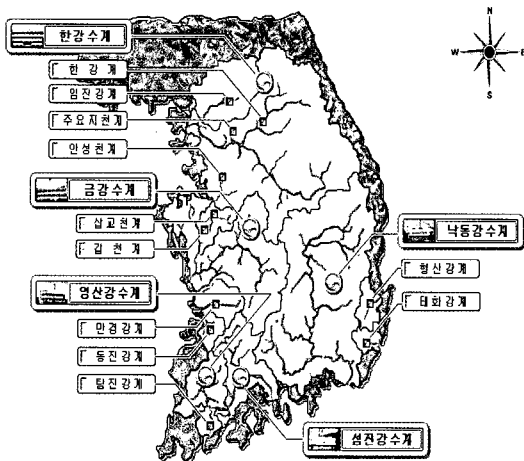 N
W E
S
한강수계
한 강 계
임진강계
주요지천계
안성천계
금강수계
삽교천계
김 천 계
낙동강수계
형산강계
태화강계
영산강수계
만경강계
동진강계
탐진강계
섬진강수계